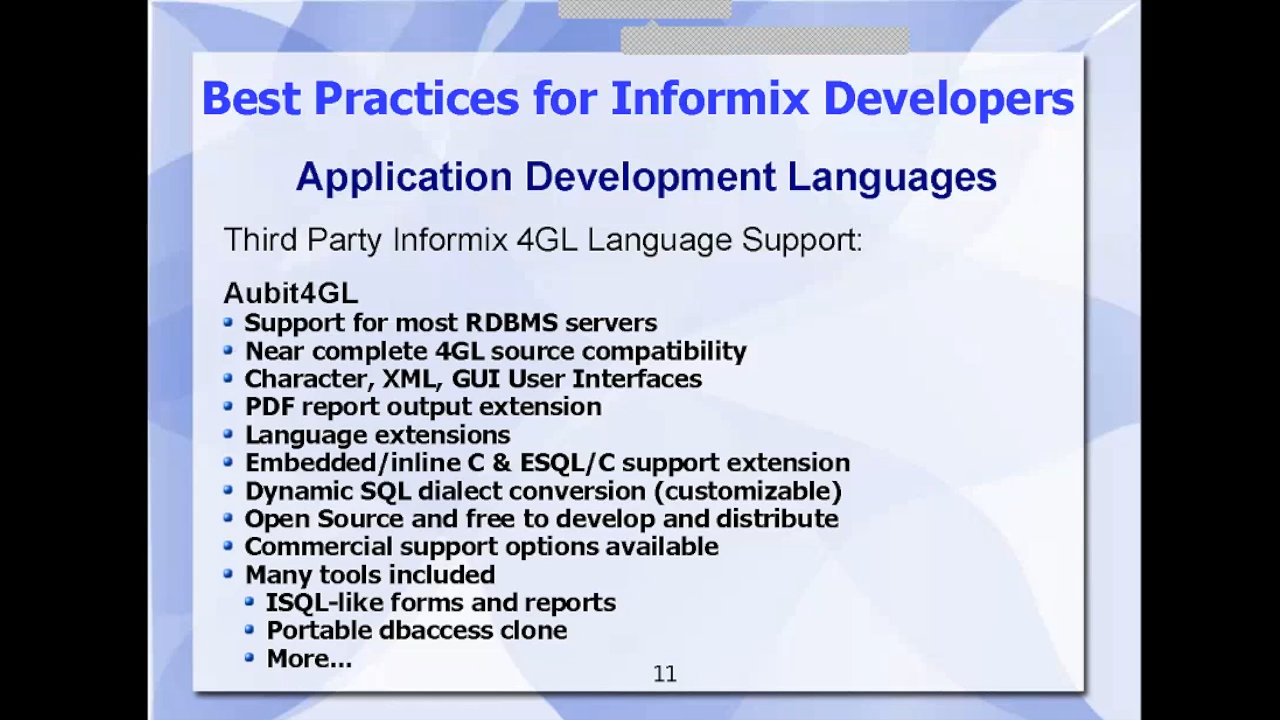 Best Practices for Informix Developers
Application Development Languages
Third Party Informix 4GL Language Support:
Aubit4GL
Support for most RDBMS servers
Near complete 4GL source compatibility
Character, XML, GUI User Interfaces
PDF report output extension
Language extensions
Embedded/inline C & ESQL/C support extension
Dynamic SQL dialect conversion (customizable)
Open Source and free to develop and distribute
Commercial support options available
Many tools included
ISQL-like forms and reports
Portable dbaccess clone
More...
11